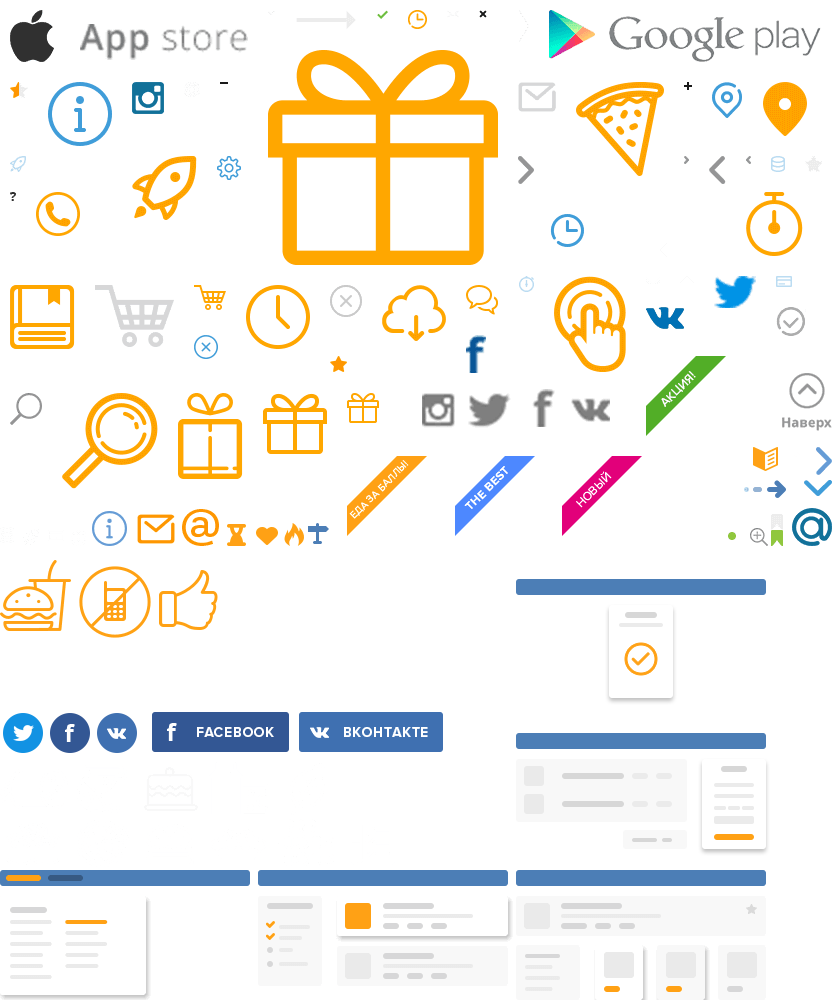 App store
Google play
?
АКЦИЯ!
Наверх
ЕДА ЗА БАЛЛЫ!
THE BEST
НОВЫЙ
FACEBOOK
ВКОНТАКТЕ